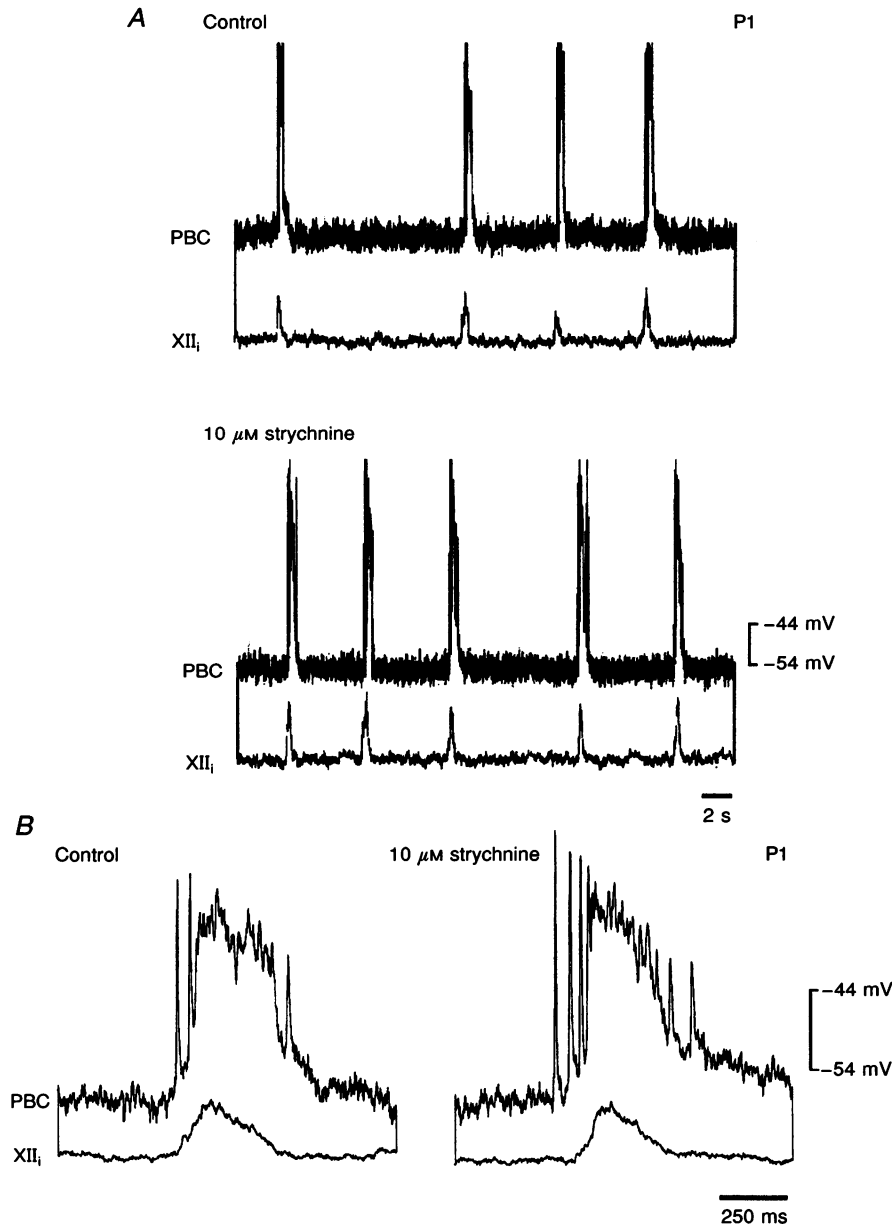 A
Control P1
PBC
XIIi
10 μM strychnine
−44 mV
PBC −54 mV
XIIi
2 s
B
Control 10 μM strychnine P1
−44 mV
−54 mV
PBC
XIIi
250 ms